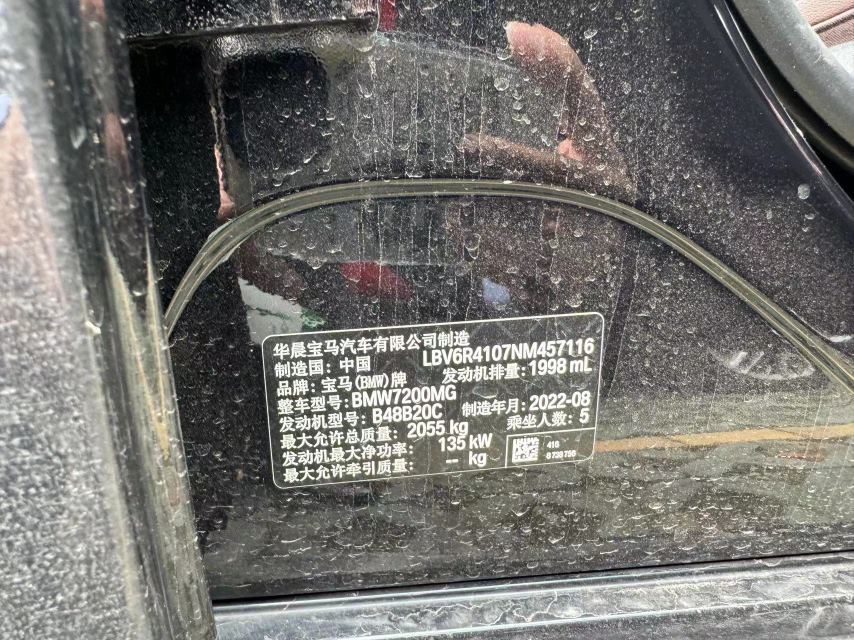 华晨宝马汽车有限公司制造
制造国: 中国 LBV6R4107NM457116
品牌: 宝马(BMW)牌 发动机排量: 1998 mL
整车型号: BMW7200MG
发动机型号: B48B20C 制造年月: 2022-08
最大允许总质量: 2055 kg 乘坐人数: 5
发动机最大净功率: 135 kW
最大允许牵引质量: -- kg
418
8 739 755